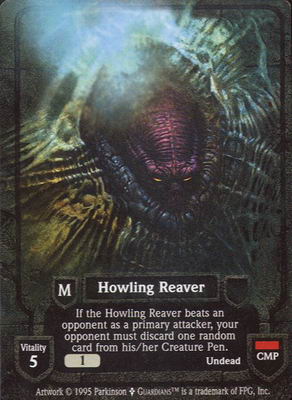 M
Howling Reaver
If the Howling Reaver beats an
opponent as a primary attacker, your
opponent must discard one random
card from his/her Creature Pen.
Vitality
5
1
Undead
CMP
Artwork © 1995 Parkinson GUARDIANS™ is a trademark of FPG, Inc.